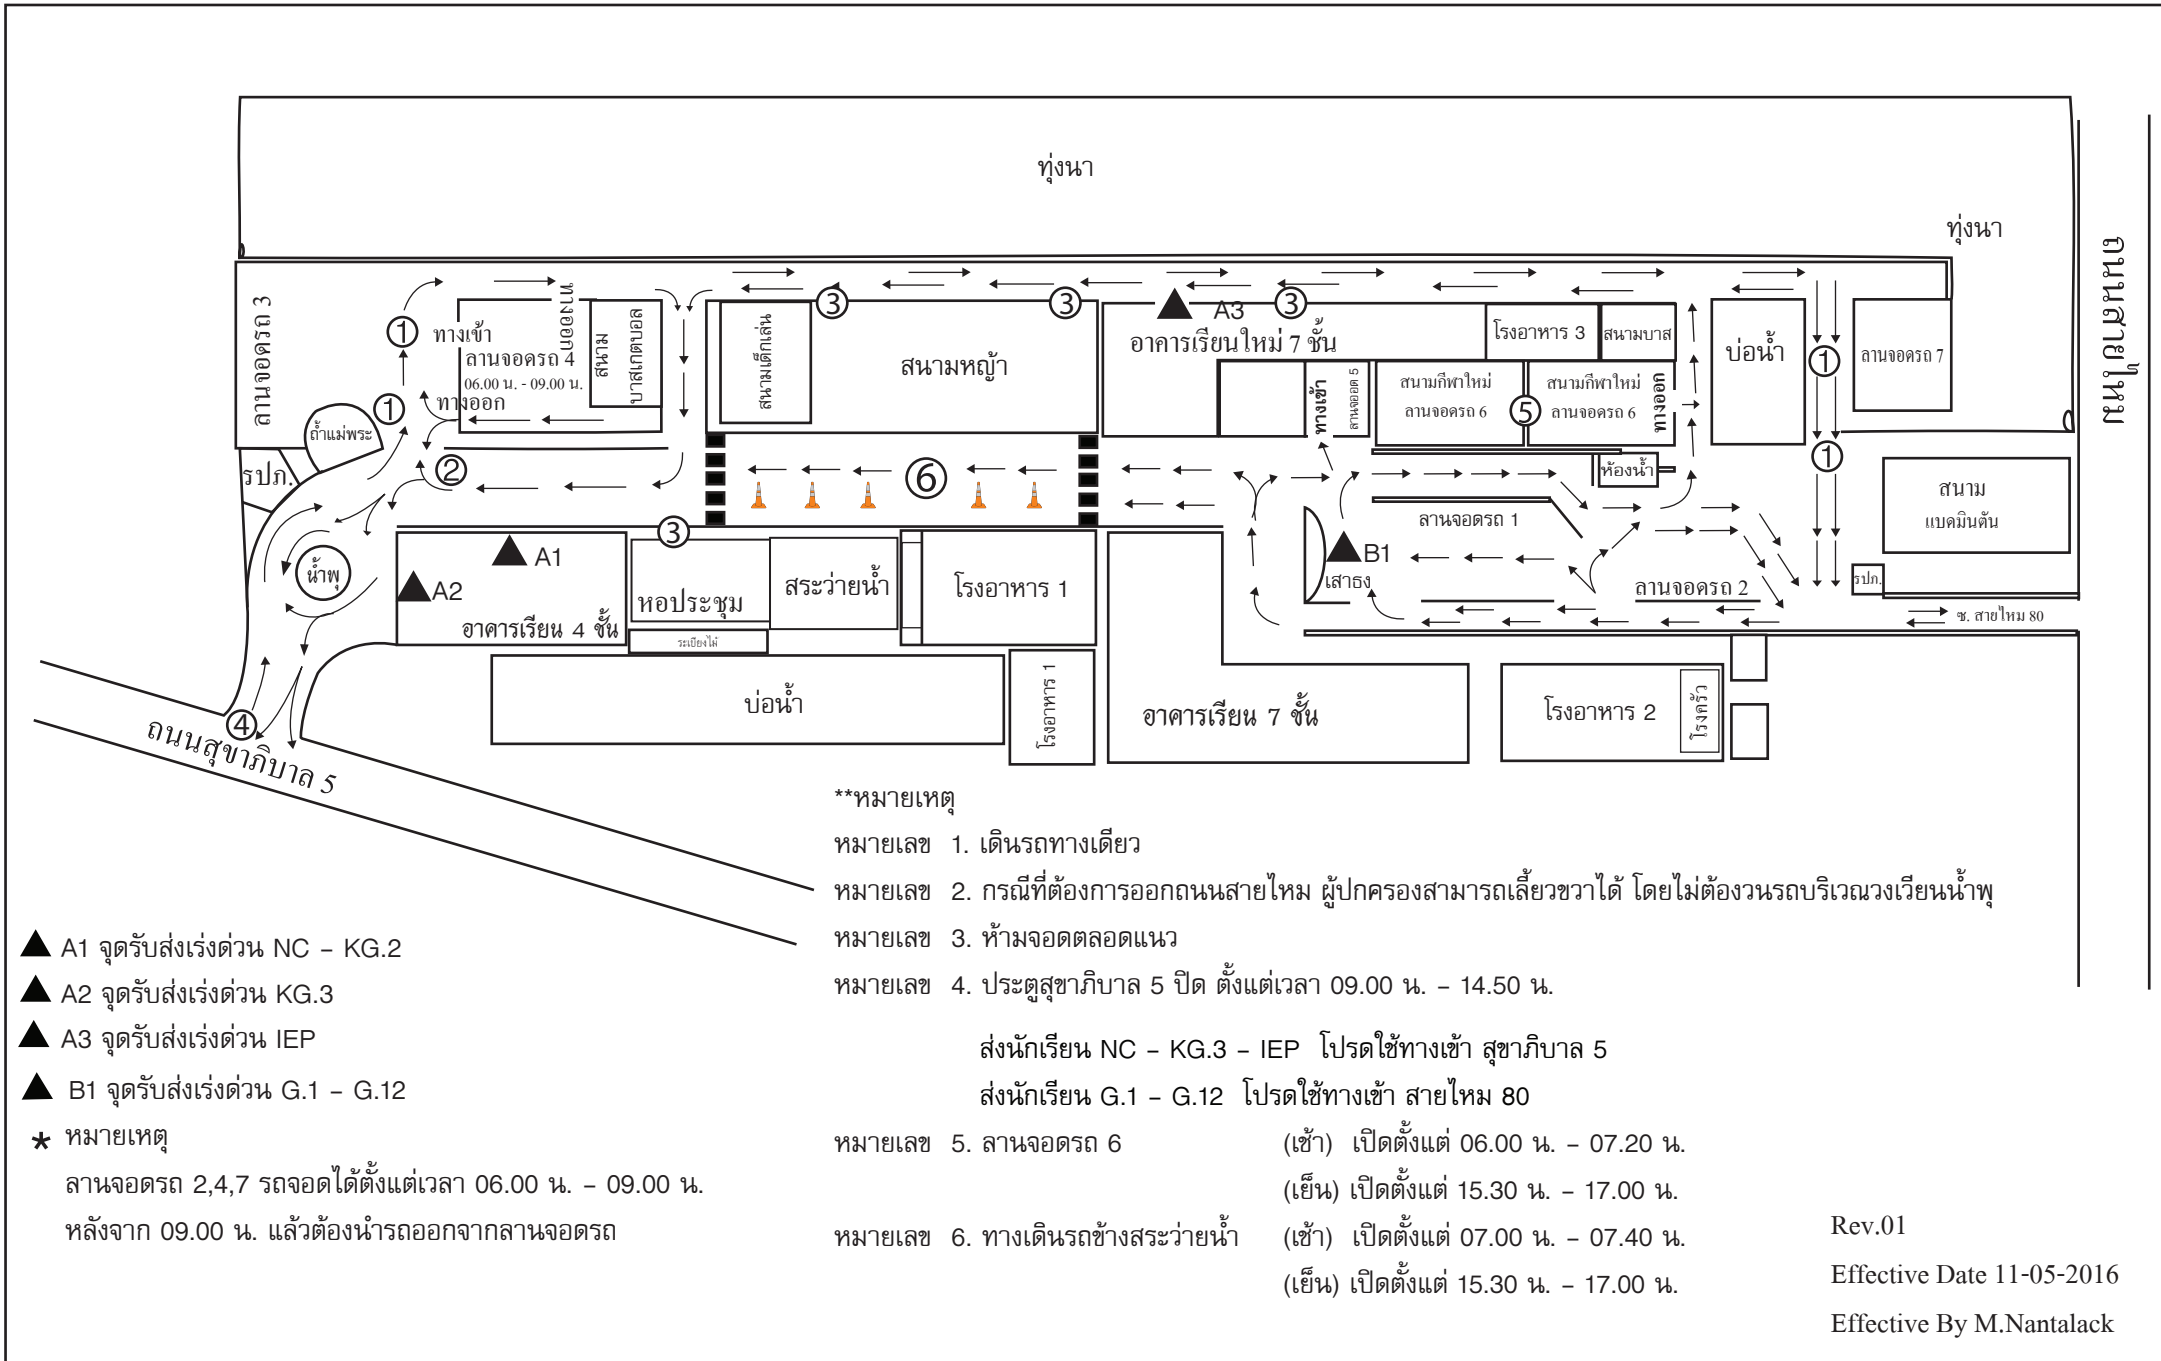 ทุ่งนา
ทุ่งนา
ถนนสายไหม
ลานจอดรถ 3
1
ทางเข้า
ทางออก
ลานจอดรถ 4
06.00 น. - 09.00 น.
ทางออก
สนาม
บาสเกตบอล
1
ถ้ำแม่พระ
รปภ.
2
สนามเด็กเล่น
3
สนามหญ้า
3
A3
3
อาคารเรียนใหม่ 7 ชั้น
โรงอาหาร 3
สนามบาส
ทางเข้า
ลานจอด 5
สนามกีฬาใหม่
ลานจอดรถ 6
5
สนามกีฬาใหม่
ลานจอดรถ 6
ทางออก
บ่อน้ำ
1
ลานจอดรถ 7
1
6
ห้องน้ำ
สนาม
แบดมินตัน
ลานจอดรถ 1
3
A1
A2
น้ำพุ
หอประชุม
สระว่ายน้ำ
โรงอาหาร 1
B1
เสาธง
ลานจอดรถ 2
รปภ.
ซ. สายไหม 80
อาคารเรียน 4 ชั้น
ระเบียงไม้
บ่อน้ำ
โรงอาหาร 1
อาคารเรียน 7 ชั้น
โรงอาหาร 2
โรงครัว
4
ถนนสุขาภิบาล 5
**หมายเหตุ
หมายเลข 1. เดินรถทางเดียว
หมายเลข 2. กรณีที่ต้องการออกถนนสายไหม ผู้ปกครองสามารถเลี้ยวขวาได้ โดยไม่ต้องวนรถบริเวณวงเวียนน้ำพุ
หมายเลข 3. ห้ามจอดตลอดแนว
หมายเลข 4. ประตูสุขาภิบาล 5 ปิด ตั้งแต่เวลา 09.00 น. – 14.50 น.
ส่งนักเรียน NC – KG.3 – IEP โปรดใช้ทางเข้า สุขาภิบาล 5
ส่งนักเรียน G.1 – G.12 โปรดใช้ทางเข้า สายไหม 80
หมายเลข 5. ลานจอดรถ 6 (เช้า) เปิดตั้งแต่ 06.00 น. – 07.20 น.
(เย็น) เปิดตั้งแต่ 15.30 น. – 17.00 น.
หมายเลข 6. ทางเดินรถข้างสระว่ายน้ำ (เช้า) เปิดตั้งแต่ 07.00 น. – 07.40 น.
(เย็น) เปิดตั้งแต่ 15.30 น. – 17.00 น.
A1 จุดรับส่งเร่งด่วน NC – KG.2
A2 จุดรับส่งเร่งด่วน KG.3
A3 จุดรับส่งเร่งด่วน IEP
B1 จุดรับส่งเร่งด่วน G.1 – G.12
* หมายเหตุ
ลานจอดรถ 2,4,7 รถจอดได้ตั้งแต่เวลา 06.00 น. – 09.00 น.
หลังจาก 09.00 น. แล้วต้องนำรถออกจากลานจอดรถ
Rev.01
Effective Date 11-05-2016
Effective By M.Nantalack